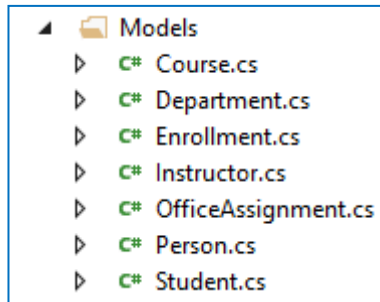 Models
C# Course.cs
C# Department.cs
C# Enrollment.cs
C# Instructor.cs
C# OfficeAssignment.cs
C# Person.cs
C# Student.cs